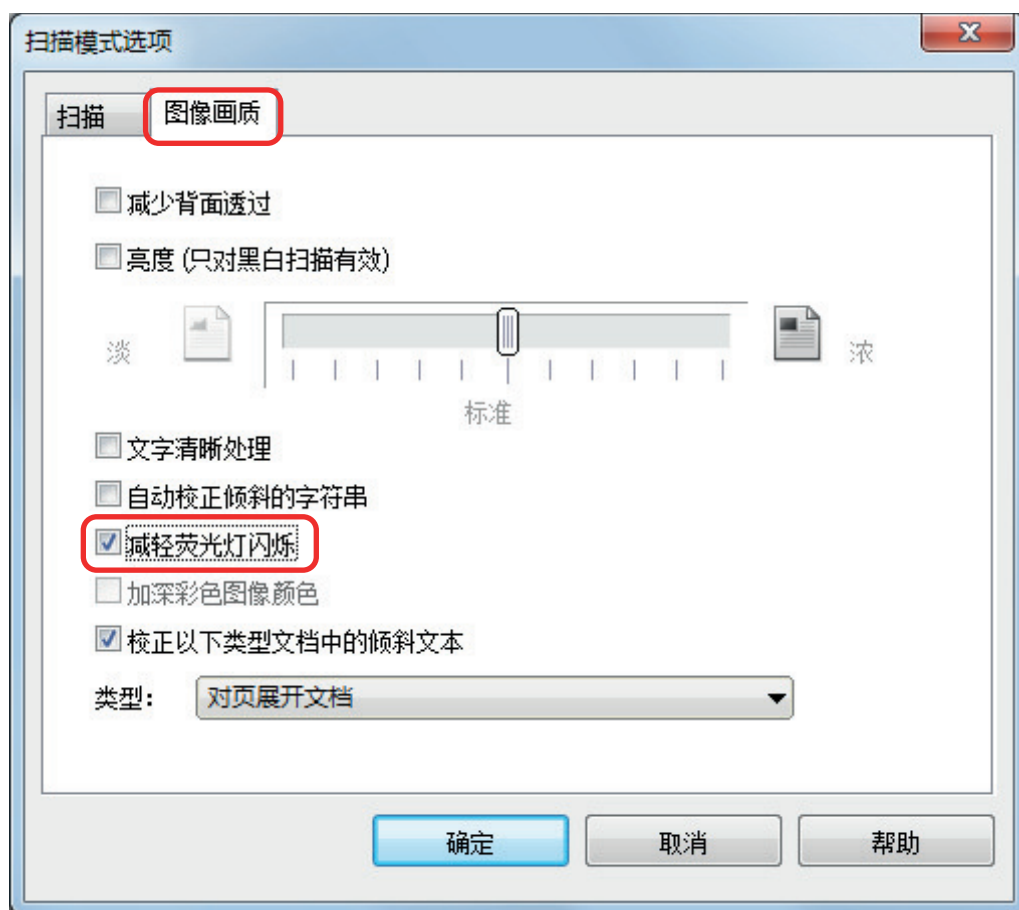 扫描模式选项
扫描 图像画质
减少背面透过
亮度 (只对黑白扫描有效)
淡 浓
标准
文字清晰处理
自动校正倾斜的字符串
减轻荧光灯闪烁
加深彩色图像颜色
校正以下类型文档中的倾斜文本
类型： 对页展开文档
确定 取消 帮助